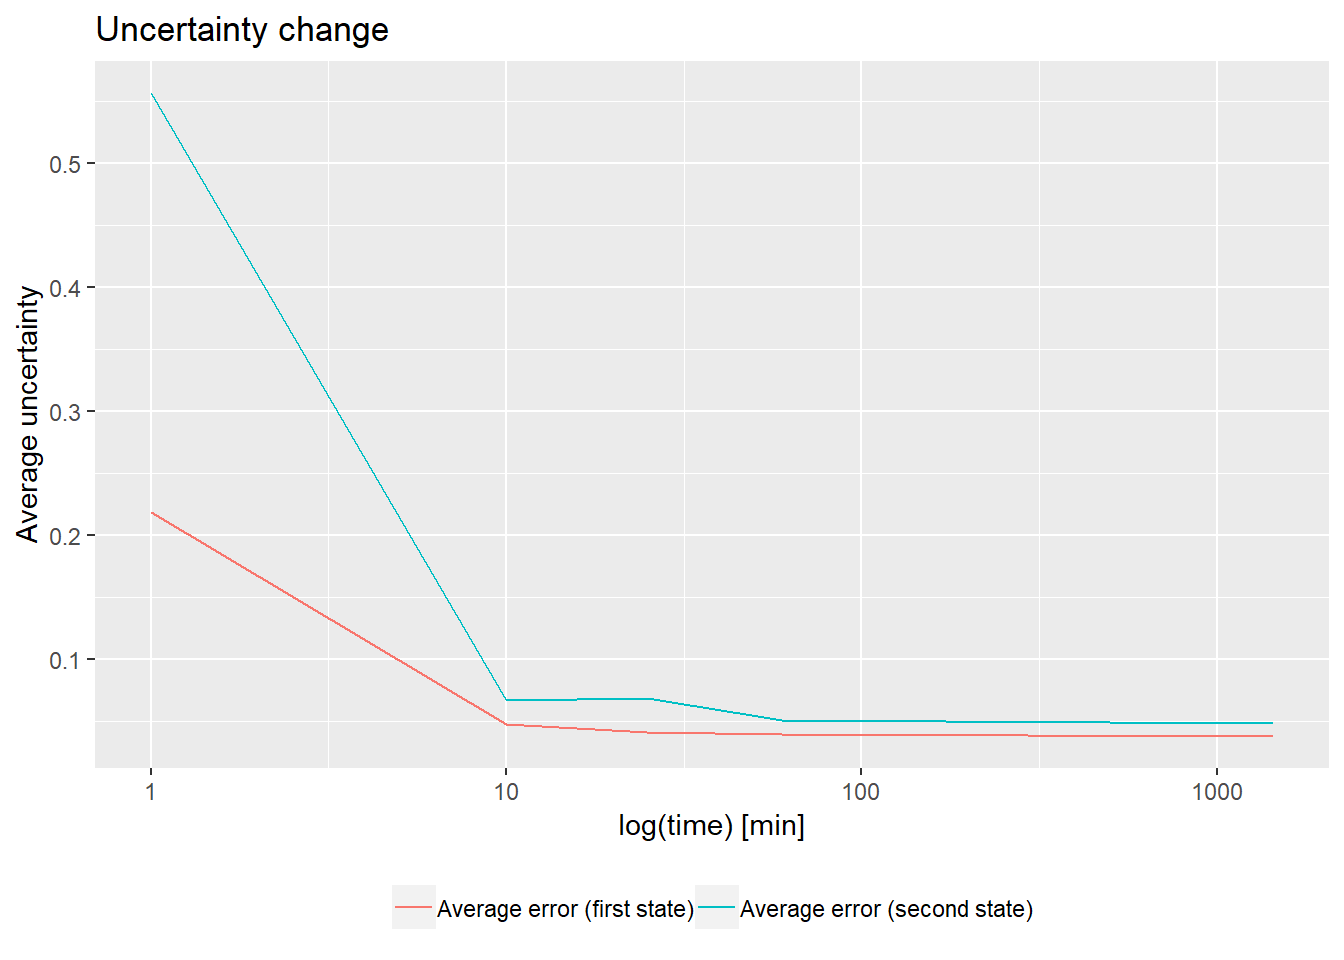 Uncertainty change
Average uncertainty
0.5
0.4
0.3
0.2
0.1
1 10 100 1000
log(time) [min]
Average error (first state) Average error (second state)